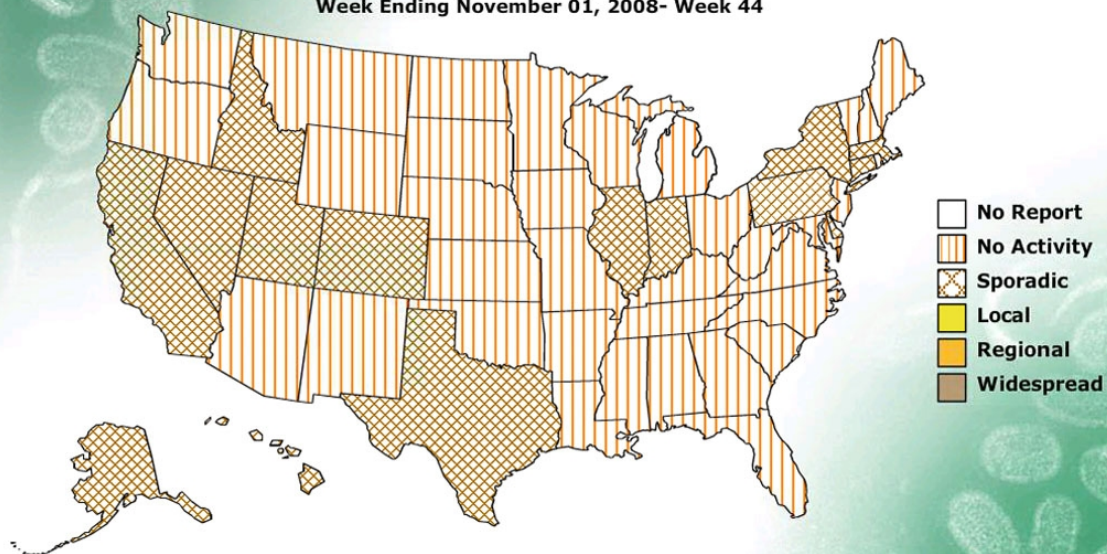 Week Ending November 01, 2008- Week 44
No Report
No Activity
Sporadic
Local
Regional
Widespread